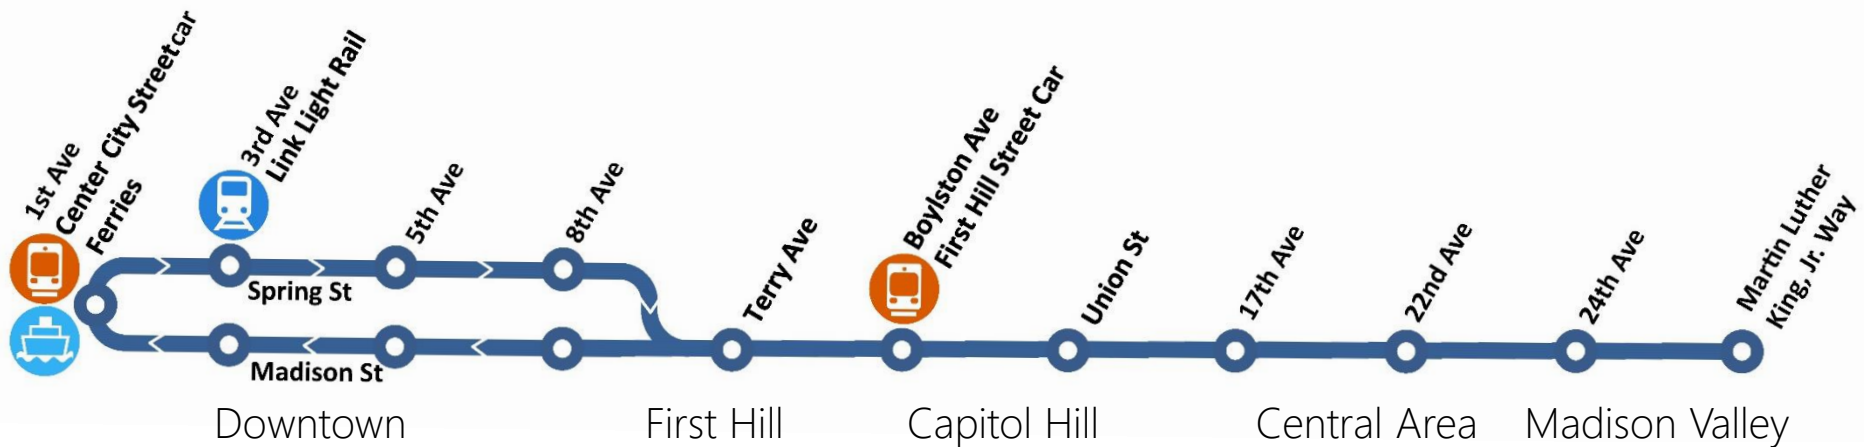 1st Ave
Center City Streetcar
Ferries
3rd Ave
Link Light Rail
5th Ave
8th Ave
Terry Ave
Boylston Ave
First Hill Street Car
Union St
17th Ave
22nd Ave
24th Ave
Martin Luther
King, Jr. Way
Spring St
Madison St
Downtown
First Hill
Capitol Hill
Central Area
Madison Valley